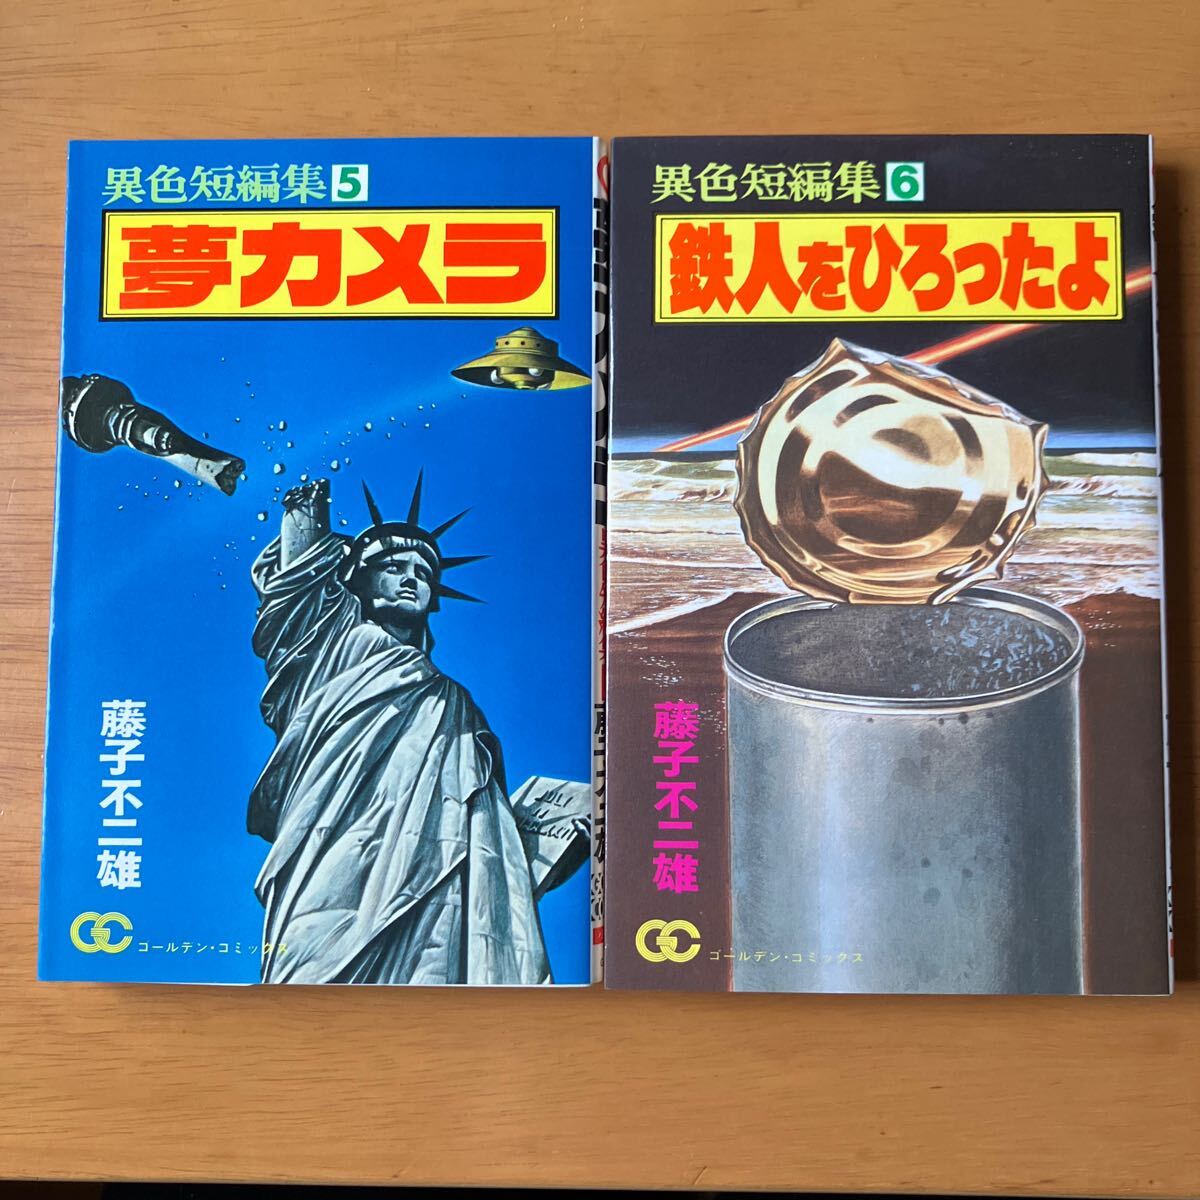 異色短編集5
夢カメラ
藤子不二雄
GC ゴールデン・コミックス
JULY
異色短編集6
鉄人をひろったよ
藤子不二雄
GC ゴールデン・コミックス